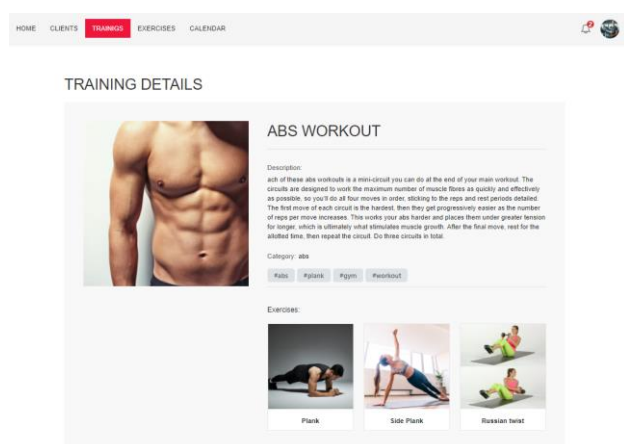 HOME CLIENTS TRAINIGS EXERCISES CALENDAR
2
TRAINING DETAILS
ABS WORKOUT
Description:
ach of these abs workouts is a mini-circuit you can do at the end of your main workout. The
circuits are designed to work the maximum number of muscle fibres as quickly and effectively
as possible, so you'll do all four moves in order, sticking to the reps and rest periods detailed.
The first move of each circuit is the hardest, then they get progressively easier as the number
of reps per move increases. This works your abs harder and places them under greater tension
for longer, which is ultimately what stimulates muscle growth. After the final move, rest for the
allotted time, then repeat the circuit. Do three circuits in total.
Category: abs
#abs #plank #gym #workout
Exercises:
Plank Side Plank Russian twist